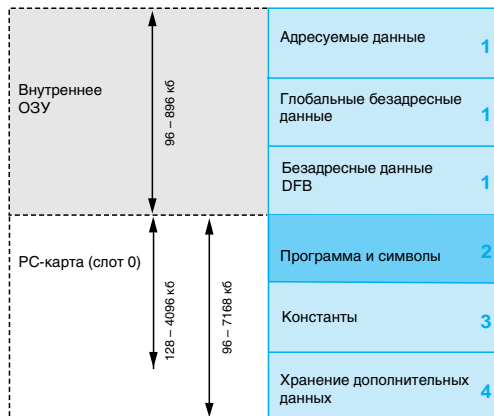 Внутреннее
ОЗУ
96 – 896 кб
Адресуемые данные 1
Глобальные безадресные
данные 1
Безадресные данные
DFB 1
PC-карта (слот 0)
128 – 4096 кб
96 – 7168 кб
Программа и символы 2
Константы 3
Хранение дополнительных
данных 4